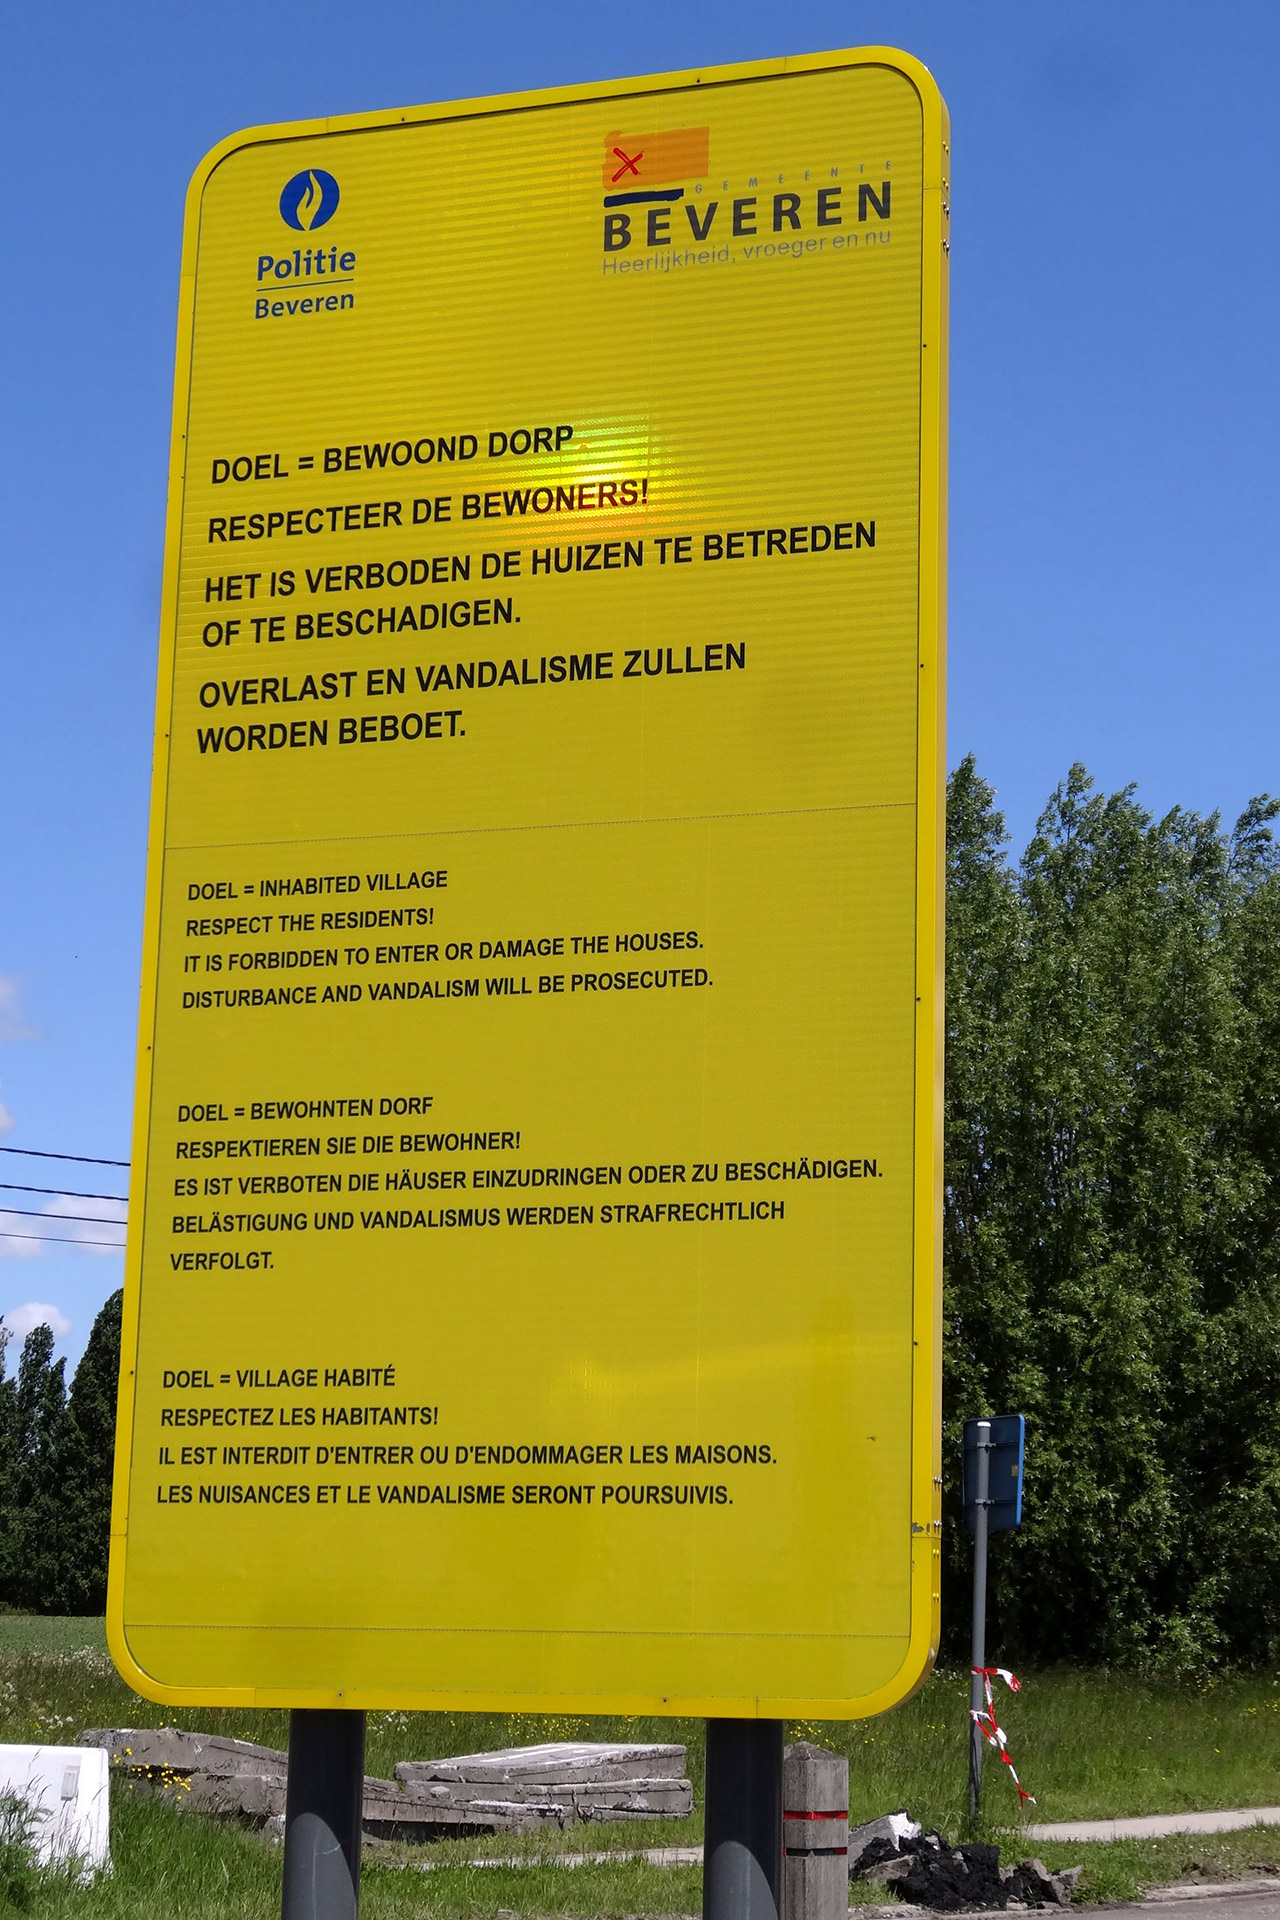 Politie
Beveren
GEMEENTE
BEVEREN
Heerlijkheid, vroeger en nu
DOEL = BEWOOND DORP
RESPECTEER DE BEWONERS!
HET IS VERBODEN DE HUIZEN TE BETREDEN
OF TE BESCHADIGEN.
OVERLAST EN VANDALISME ZULLEN
WORDEN BEBOET.
DOEL = INHABITED VILLAGE
RESPECT THE RESIDENTS!
IT IS FORBIDDEN TO ENTER OR DAMAGE THE HOUSES.
DISTURBANCE AND VANDALISM WILL BE PROSECUTED.
DOEL = BEWOHNTEN DORF
RESPEKTIEREN SIE DIE BEWOHNER!
ES IST VERBOTEN DIE HÄUSER EINZUDRINGEN ODER ZU BESCHÄDIGEN.
BELÄSTIGUNG UND VANDALISMUS WERDEN STRAFRECHTLICH
VERFOLGT.
DOEL = VILLAGE HABITÉ
RESPECTEZ LES HABITANTS!
IL EST INTERDIT D'ENTRER OU D'ENDOMMAGER LES MAISONS.
LES NUISANCES ET LE VANDALISME SERONT POURSUIVIS.